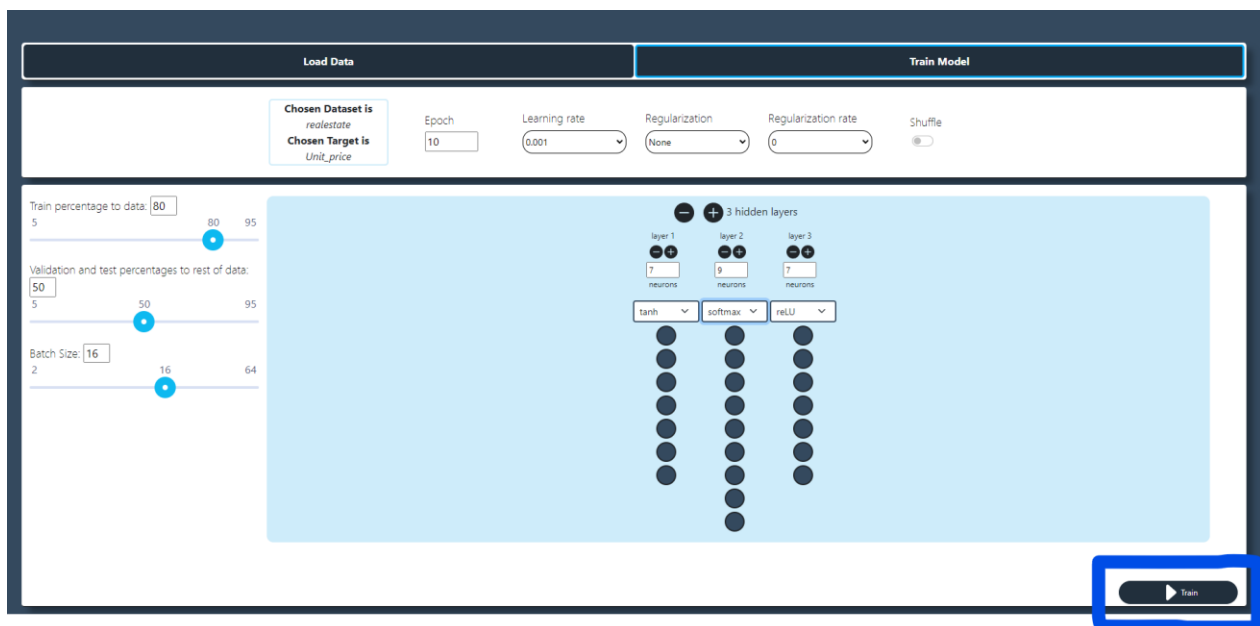 Load Data
Train Model
Chosen Dataset is
realestate
Chosen Target is
Unit_price
Epoch
10
Learning rate
0.001
Regularization
None
Regularization rate
0
Shuffle
Train percentage to data: 80
5 80 95
Validation and test percentages to rest of data:
50
5 50 95
Batch Size: 16
2 16 64
3 hidden layers
layer 1 layer 2 layer 3
7 9 7
neurons neurons neurons
tanh softmax reLU
Train